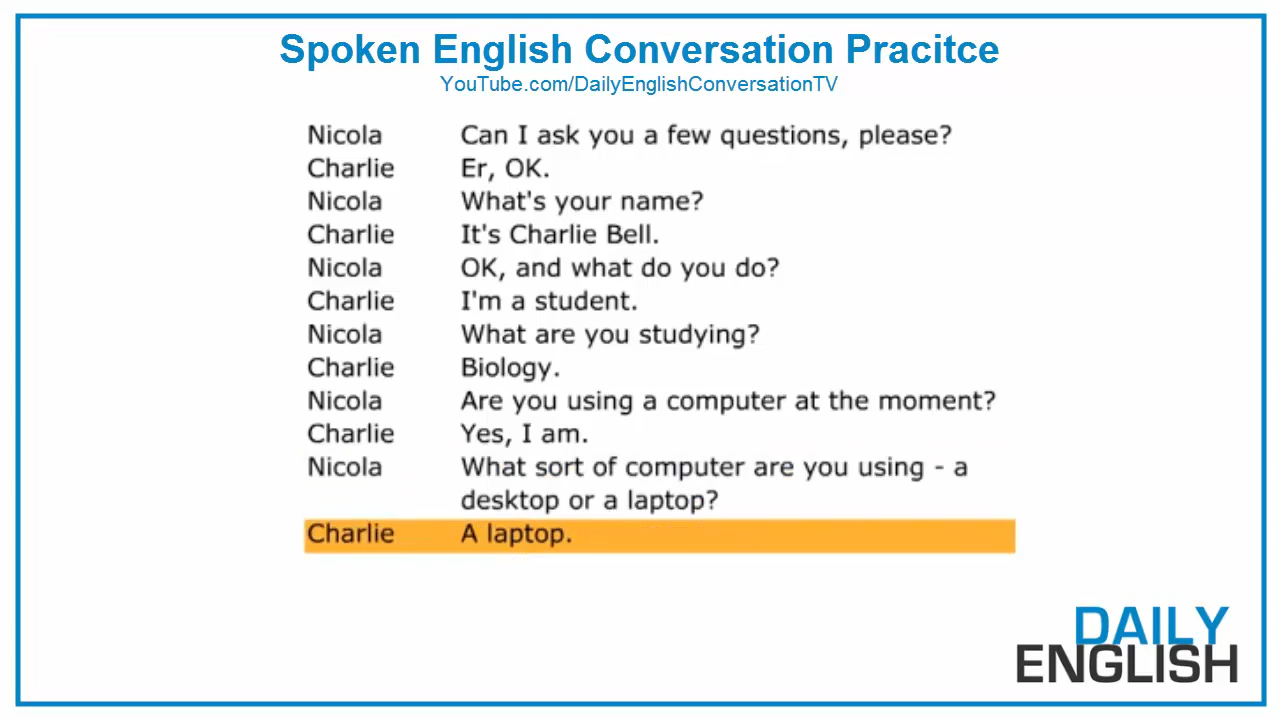 Spoken English Conversation Pracitce
YouTube.com/DailyEnglishConversationTV
Nicola Can I ask you a few questions, please?
Charlie Er, OK.
Nicola What's your name?
Charlie It's Charlie Bell.
Nicola OK, and what do you do?
Charlie I'm a student.
Nicola What are you studying?
Charlie Biology.
Nicola Are you using a computer at the moment?
Charlie Yes, I am.
Nicola What sort of computer are you using - a
desktop or a laptop?
Charlie A laptop.
DAILY
ENGLISH